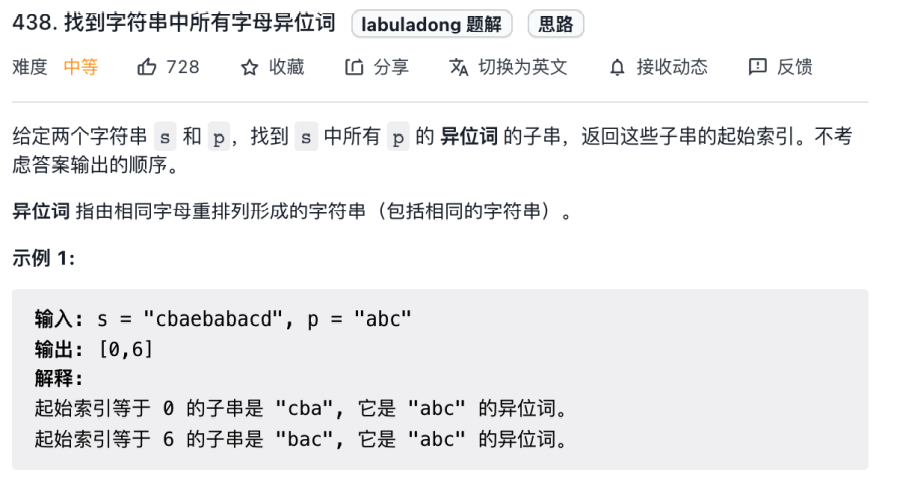 438. 找到字符串中所有字母异位词 labuladong 题解 思路
难度 中等 728 收藏 分享 切换为英文 接收动态 反馈
给定两个字符串 s 和 p，找到 s 中所有 p 的 异位词 的子串，返回这些子串的起始索引。不考
虑答案输出的顺序。
异位词 指由相同字母重排列形成的字符串（包括相同的字符串）。
示例 1:
输入: s = "cbaebabacd", p = "abc"
输出: [0,6]
解释:
起始索引等于 0 的子串是 "cba", 它是 "abc" 的异位词。
起始索引等于 6 的子串是 "bac", 它是 "abc" 的异位词。